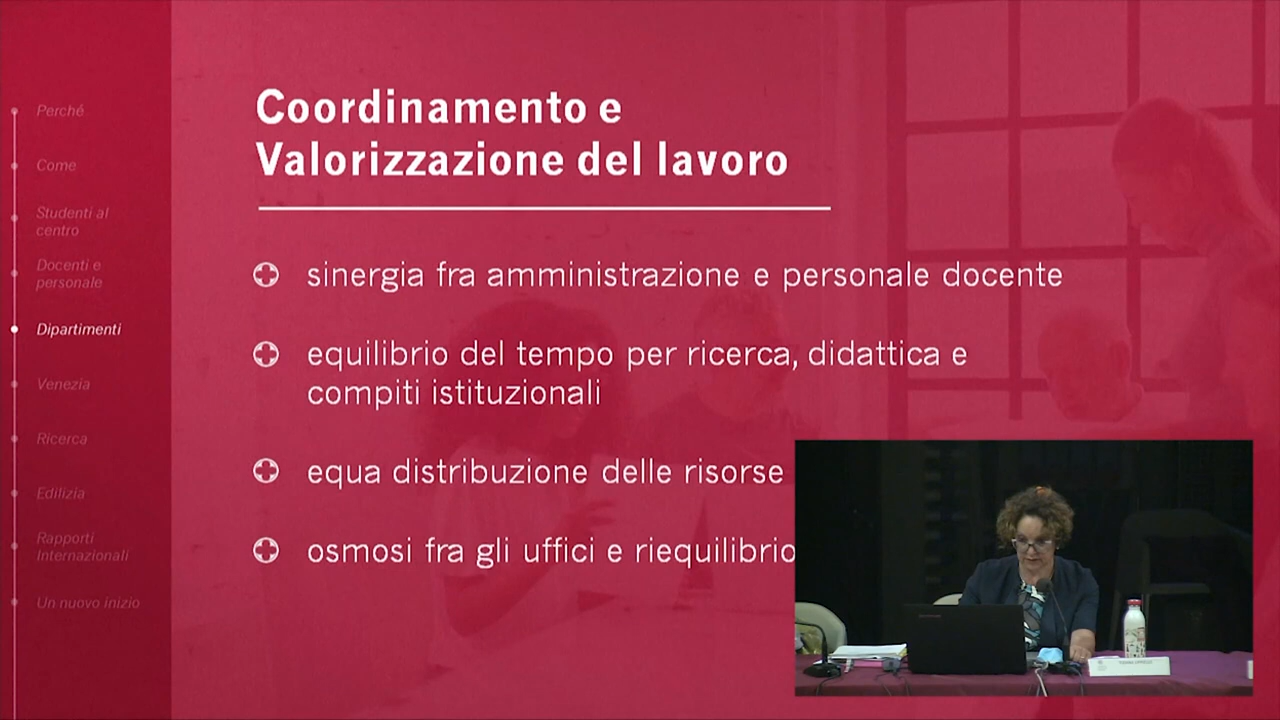 Perché
Come
Studenti al
centro
Docenti e
personale
Dipartimenti
Venezia
Ricerca
Edilizia
Rapporti
Internazionali
Un nuovo inizio
Coordinamento e
Valorizzazione del lavoro
sinergia fra amministrazione e personale docente
equilibrio del tempo per ricerca, didattica e
compiti istituzionali
equa distribuzione delle risorse
osmosi fra gli uffici e riequilibrio